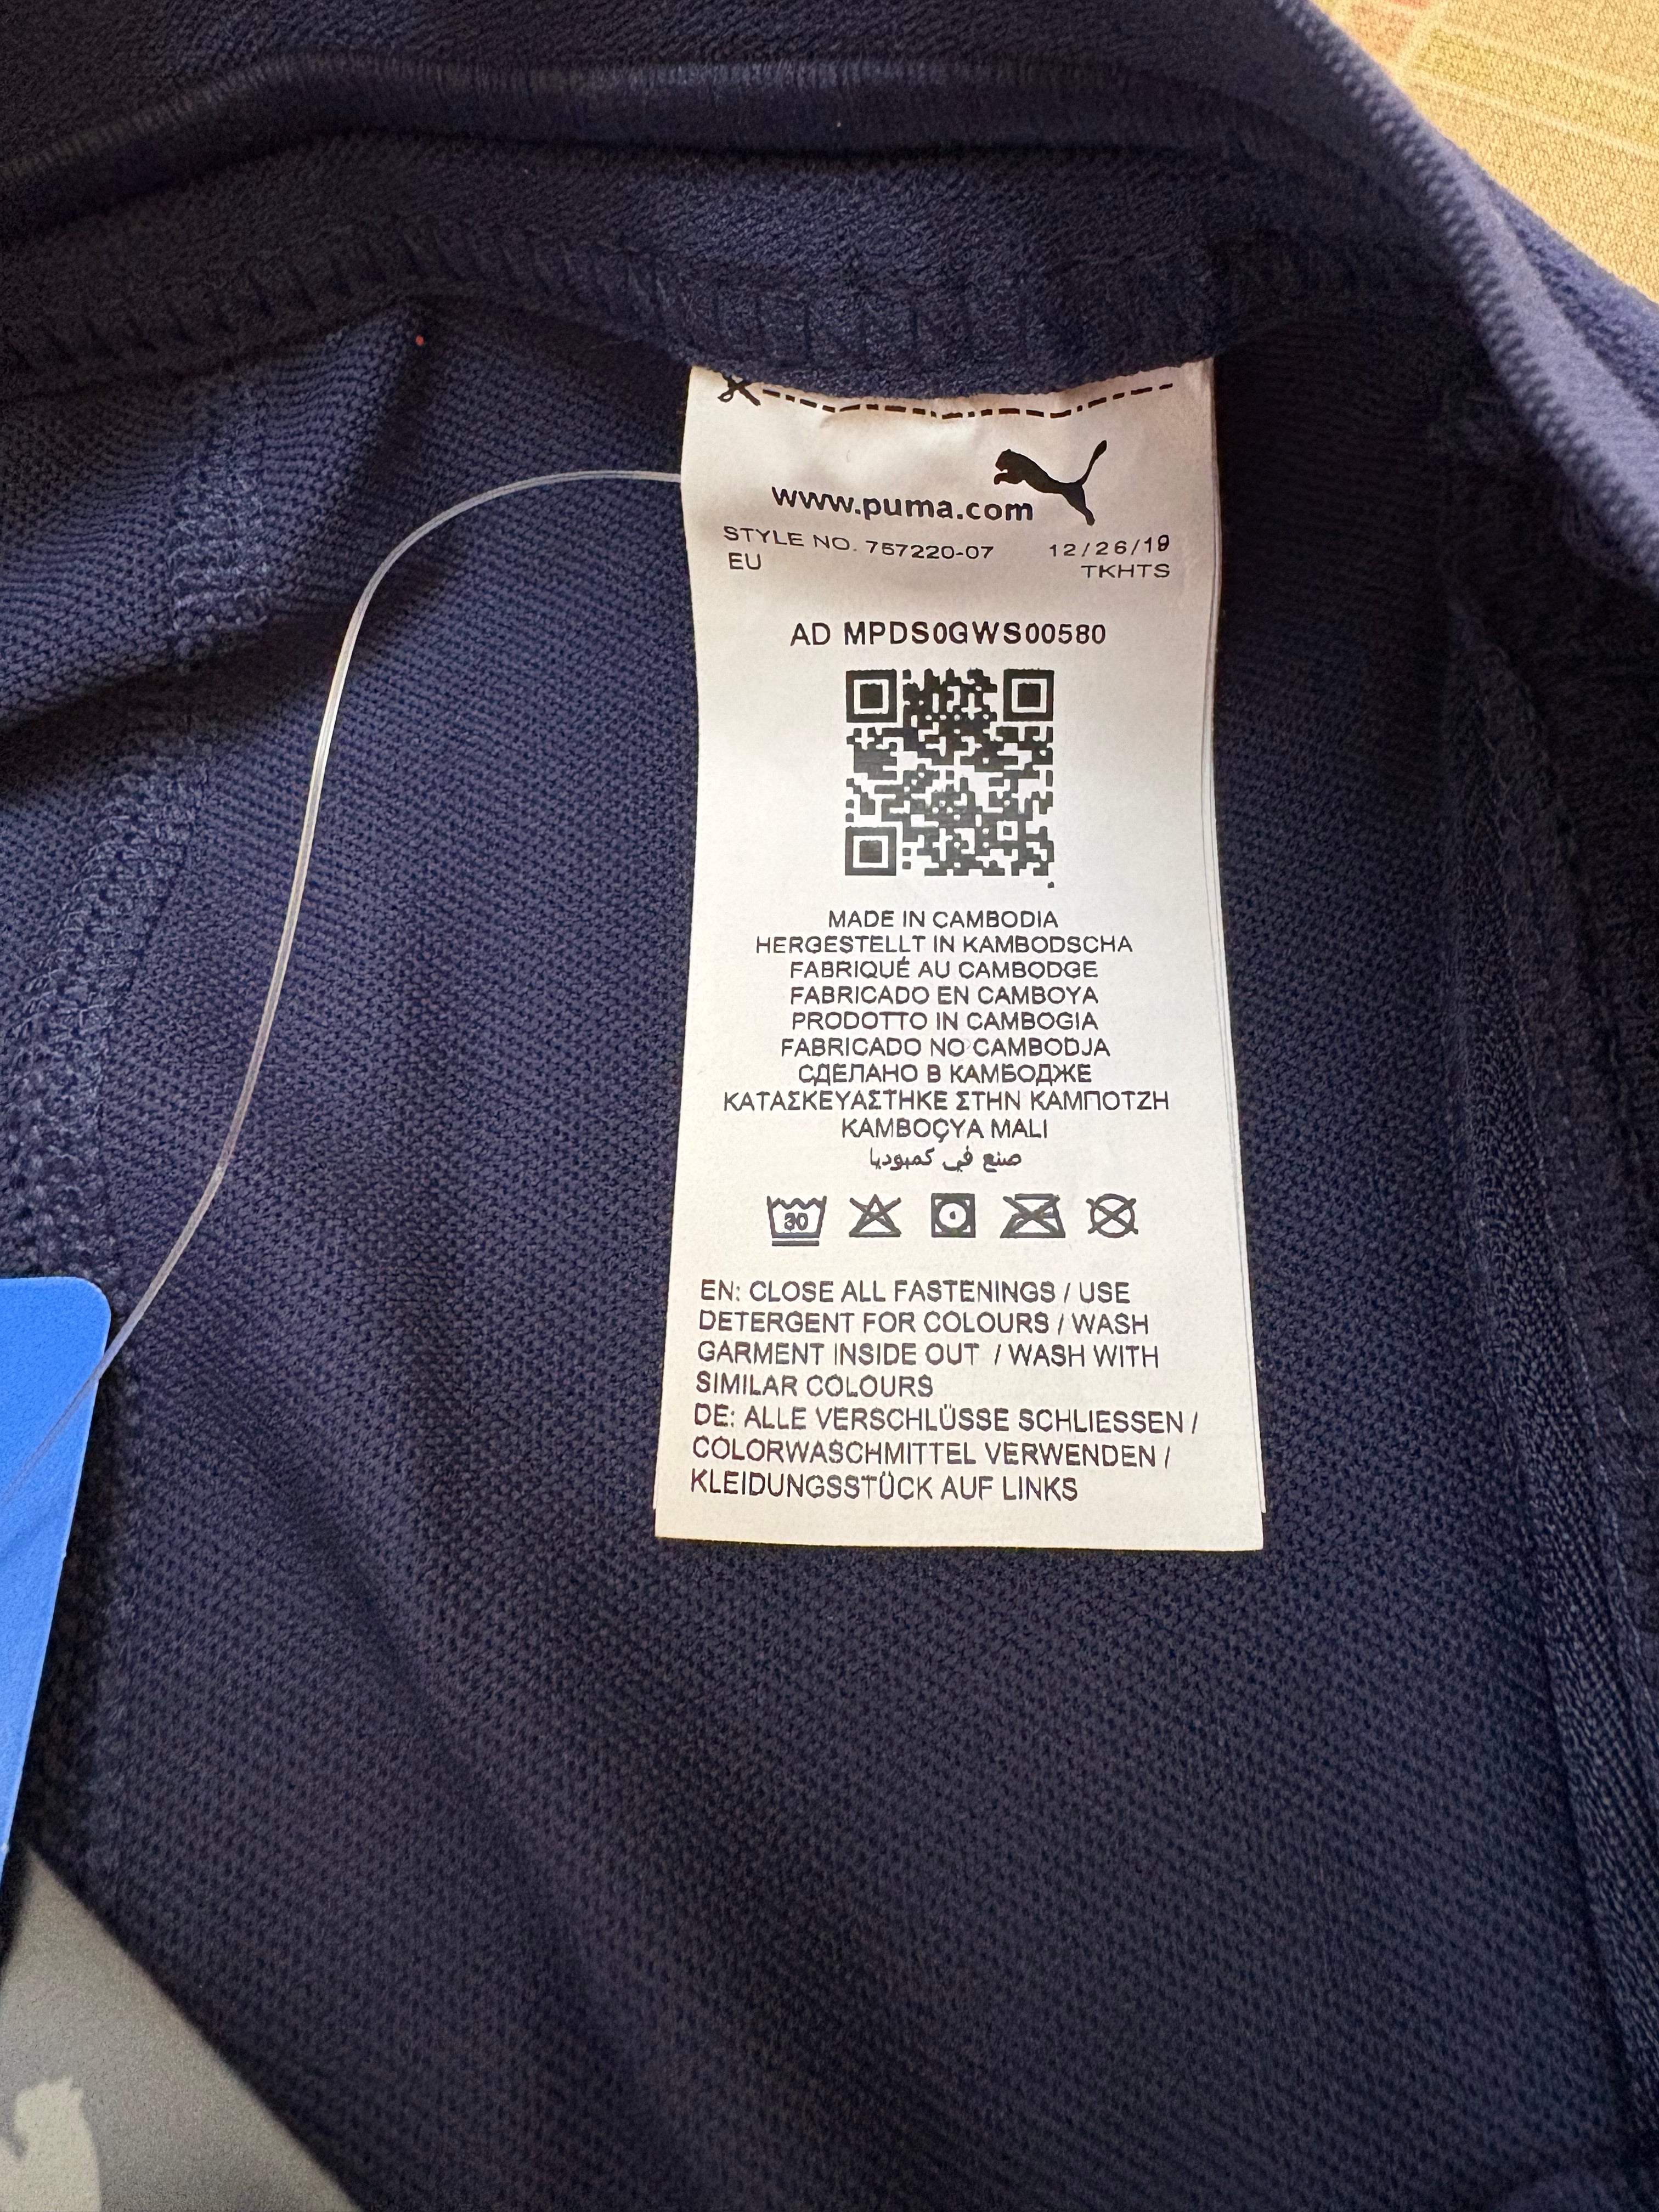 www.puma.com
STYLE NO. 757220-07 12/26/19
EU TKHTS
AD MPDS0GWS00580
MADE IN CAMBODIA
HERGESTELLT IN KAMBODSCHA
FABRIQUÉ AU CAMBODGE
FABRICADO EN CAMBOYA
PRODOTTO IN CAMBOGIA
FABRICADO NO CAMBODJA
СДЕЛАНО В КАМБОДЖЕ
ΚΑΤΑΣΚΕΥΑΣΤΗΚΕ ΣΤΗΝ ΚΑΜΠΟΤΖΗ
KAMBOÇYA MALI
صنع في كمبوديا
30
EN: CLOSE ALL FASTENINGS / USE
DETERGENT FOR COLOURS / WASH
GARMENT INSIDE OUT / WASH WITH
SIMILAR COLOURS
DE: ALLE VERSCHLÜSSE SCHLIESSEN /
COLORWASCHMITTEL VERWENDEN /
KLEIDUNGSSTÜCK AUF LINKS